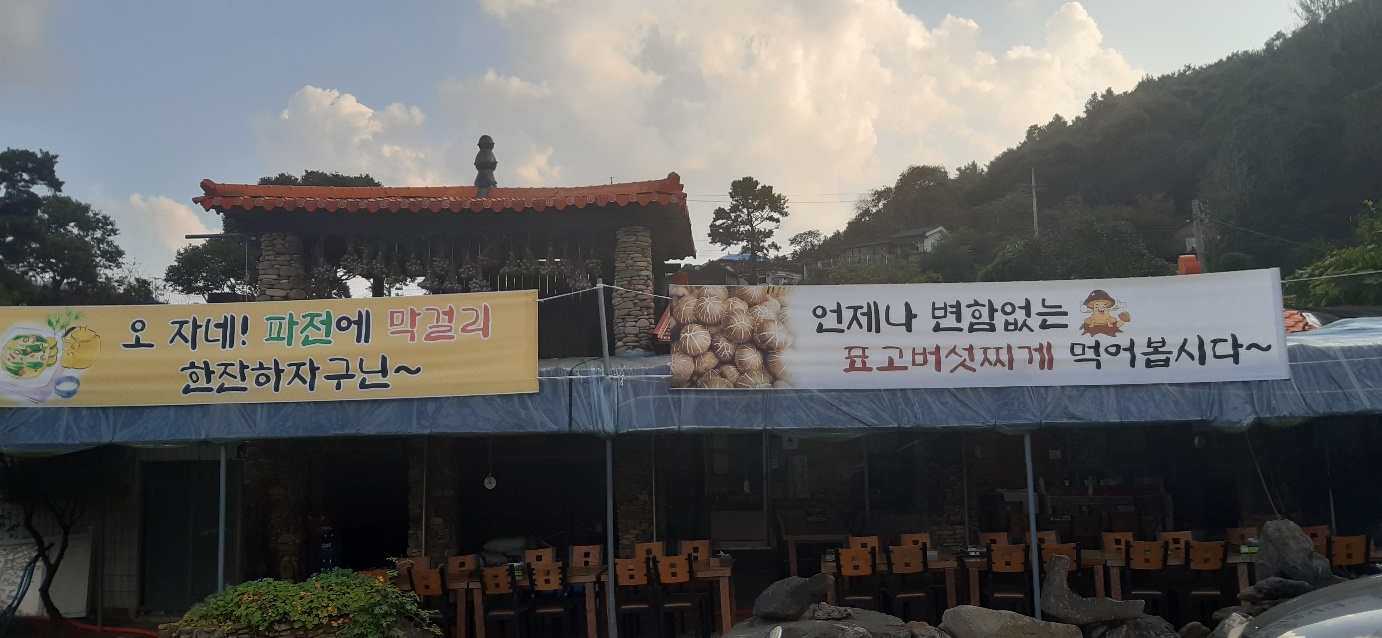 오 자네! 파전에 막걸리
한잔하자구닌~
언제나 변함없는
표고버섯찌게 먹어봅시다~